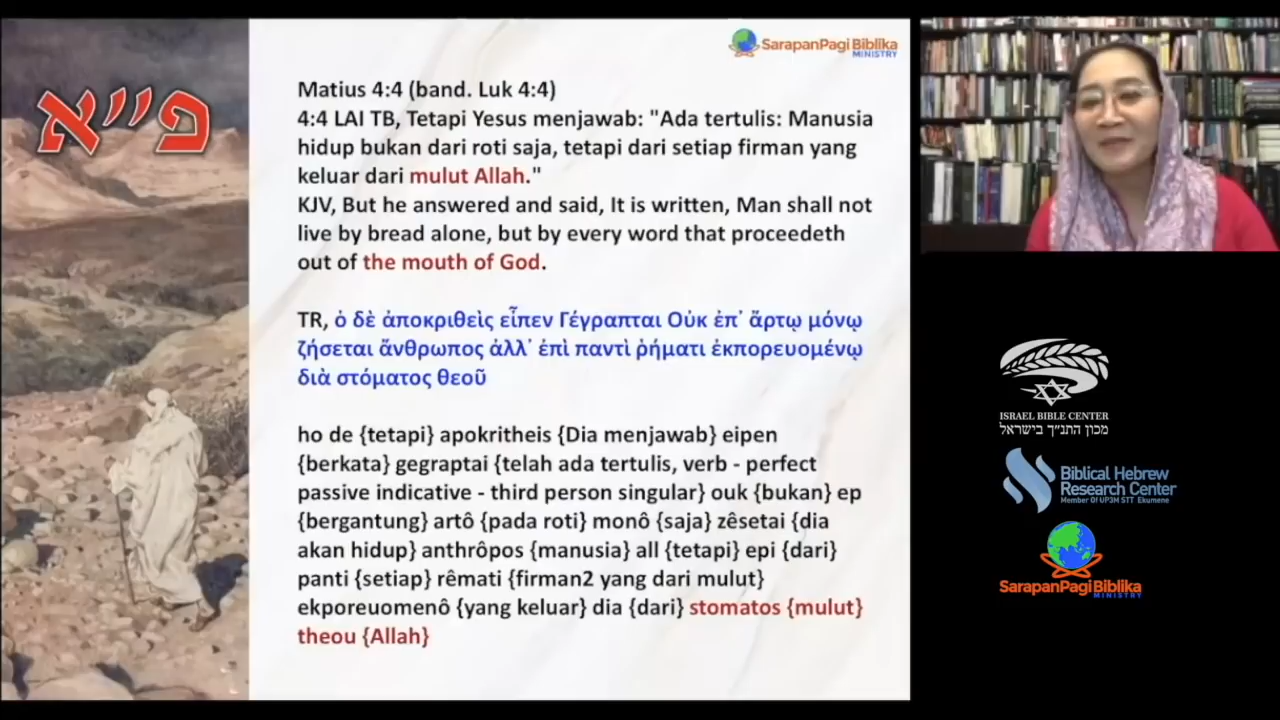 פ״א
SarapanPagi Biblika
MINISTRY
Matius 4:4 (band. Luk 4:4)
4:4 LAI TB, Tetapi Yesus menjawab: "Ada tertulis: Manusia
hidup bukan dari roti saja, tetapi dari setiap firman yang
keluar dari mulut Allah."
KJV, But he answered and said, It is written, Man shall not
live by bread alone, but by every word that proceedeth
out of the mouth of God.
TR, ὁ δὲ ἀποκριθεὶς εἶπεν Γέγραπται Οὐκ ἐπ᾽ ἄρτῳ μόνῳ
ζήσεται ἄνθρωπος ἀλλ᾽ ἐπὶ παντὶ ῥήματι ἐκπορευομένῳ
διὰ στόματος θεοῦ
ho de {tetapi} apokritheis {Dia menjawab} eipen
{berkata} gegraptai {telah ada tertulis, verb - perfect
passive indicative - third person singular} ouk {bukan} ep
{bergantung} artô {pada roti} monô {saja} zêsetai {dia
akan hidup} anthrôpos {manusia} all {tetapi} epi {dari}
panti {setiap} rêmati {firman2 yang dari mulut}
ekporeuomenô {yang keluar} dia {dari} stomatos {mulut}
theou {Allah}
ISRAEL BIBLE CENTER
מכון התנ״ך בישראל
Biblical Hebrew
Research Center
Member Of UP3M STT Ekumene
SarapanPagi Biblika
MINISTRY